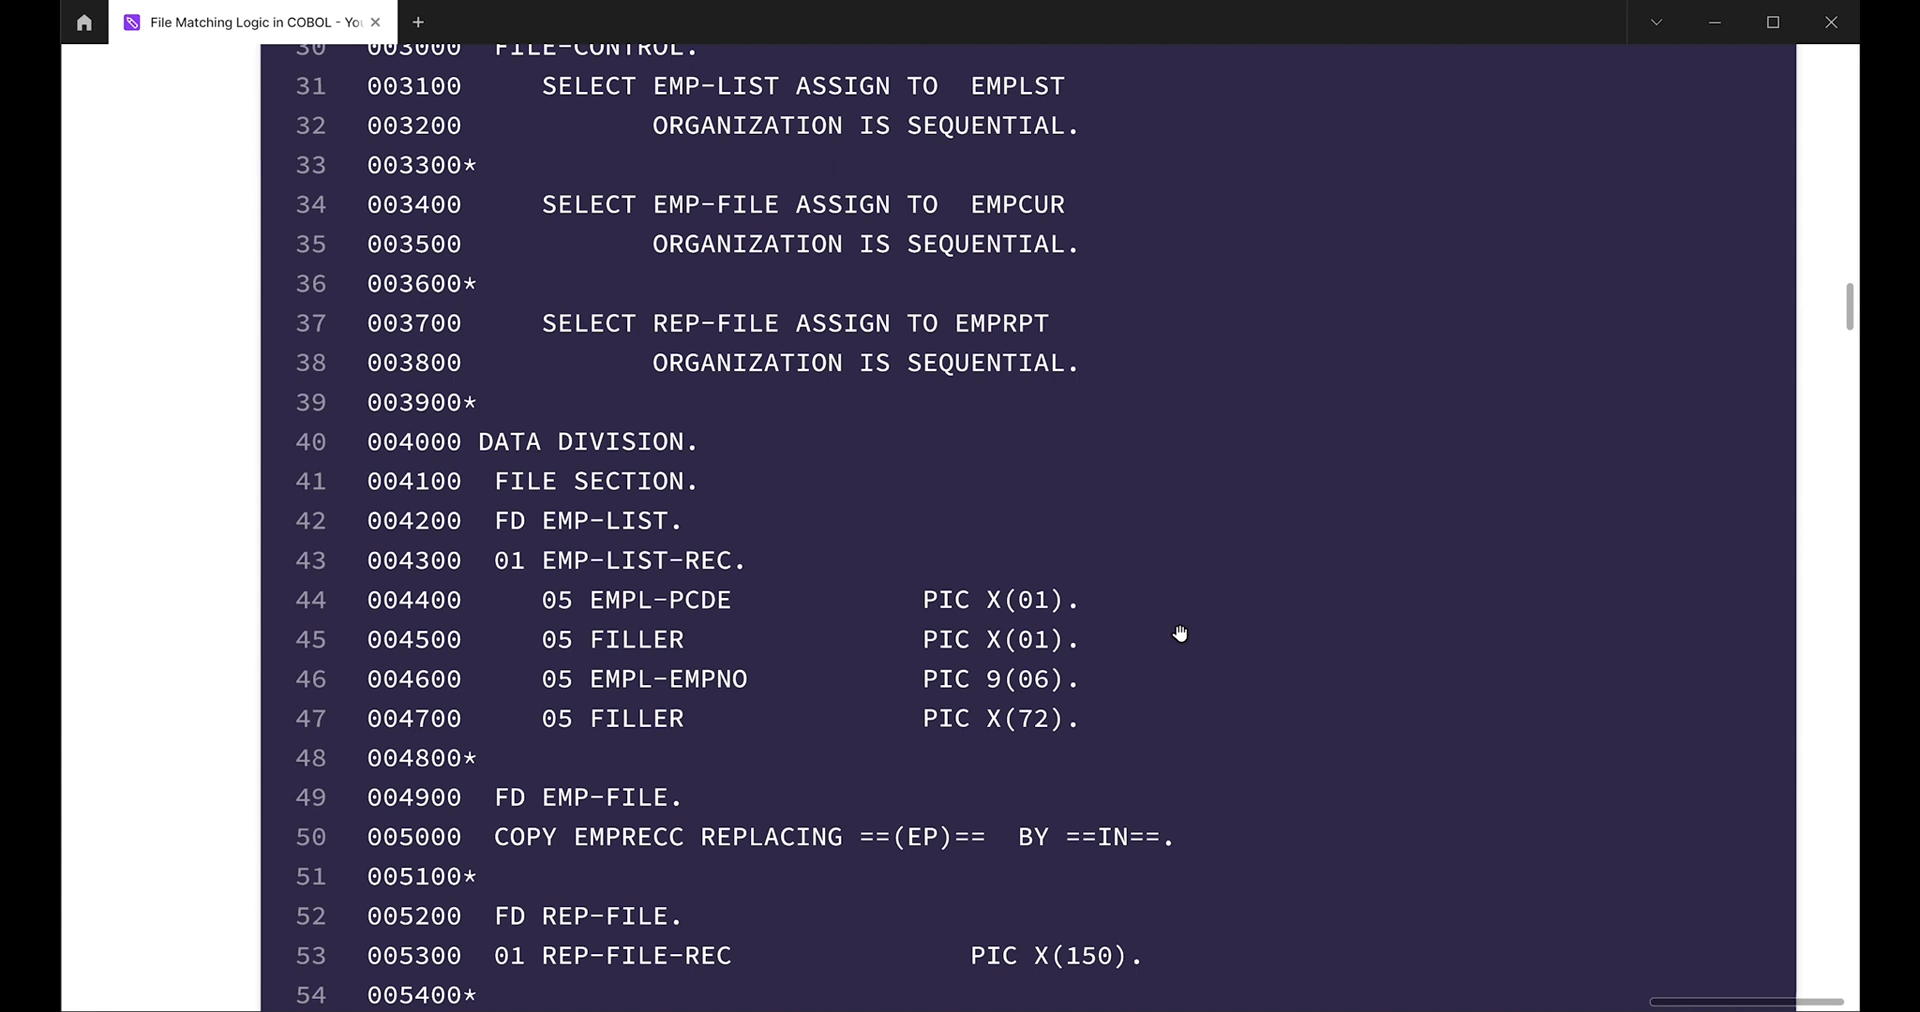 File Matching Logic in COBOL - You
30 003000 FILE-CONTROL.
31 003100 SELECT EMP-LIST ASSIGN TO EMPLST
32 003200 ORGANIZATION IS SEQUENTIAL.
33 003300*
34 003400 SELECT EMP-FILE ASSIGN TO EMPCUR
35 003500 ORGANIZATION IS SEQUENTIAL.
36 003600*
37 003700 SELECT REP-FILE ASSIGN TO EMPRPT
38 003800 ORGANIZATION IS SEQUENTIAL.
39 003900*
40 004000 DATA DIVISION.
41 004100 FILE SECTION.
42 004200 FD EMP-LIST.
43 004300 01 EMP-LIST-REC.
44 004400 05 EMPL-PCDE PIC X(01).
45 004500 05 FILLER PIC X(01).
46 004600 05 EMPL-EMPNO PIC 9(06).
47 004700 05 FILLER PIC X(72).
48 004800*
49 004900 FD EMP-FILE.
50 005000 COPY EMPRECC REPLACING ==(EP)== BY ==IN==.
51 005100*
52 005200 FD REP-FILE.
53 005300 01 REP-FILE-REC PIC X(150).
54 005400*